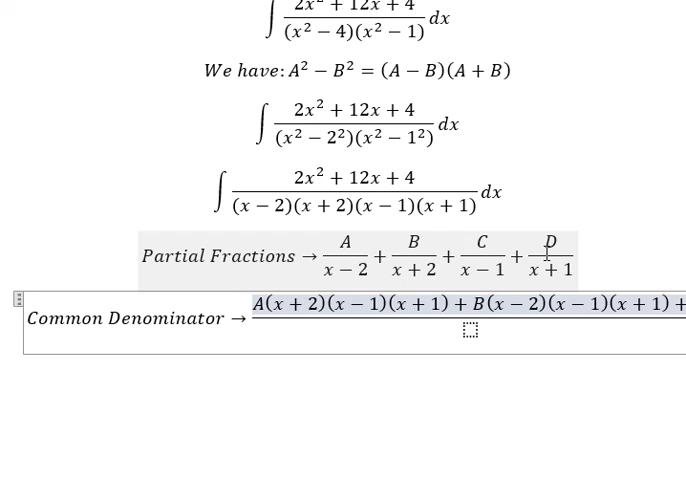 ∫ (2x² + 12x + 4)/((x² − 4)(x² − 1)) dx
We have: A² − B² = (A − B)(A + B)
∫ (2x² + 12x + 4)/((x² − 2²)(x² − 1²)) dx
∫ (2x² + 12x + 4)/((x − 2)(x + 2)(x − 1)(x + 1)) dx
Partial Fractions → A/(x − 2) + B/(x + 2) + C/(x − 1) + D/(x + 1)
Common Denominator → A(x + 2)(x − 1)(x + 1) + B(x − 2)(x − 1)(x + 1) +